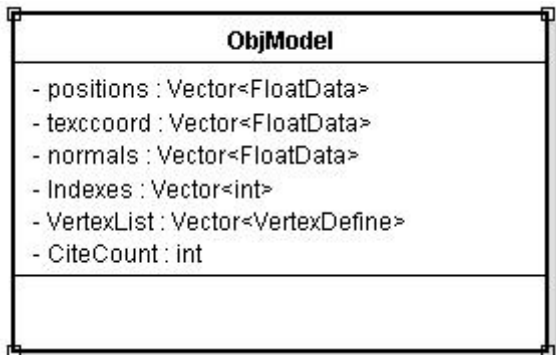 ObjModel
- positions : Vector<FloatData>
- texccoord : Vector<FloatData>
- normals : Vector<FloatData>
- Indexes : Vector<int>
- VertexList : Vector<VertexDefine>
- CiteCount : int